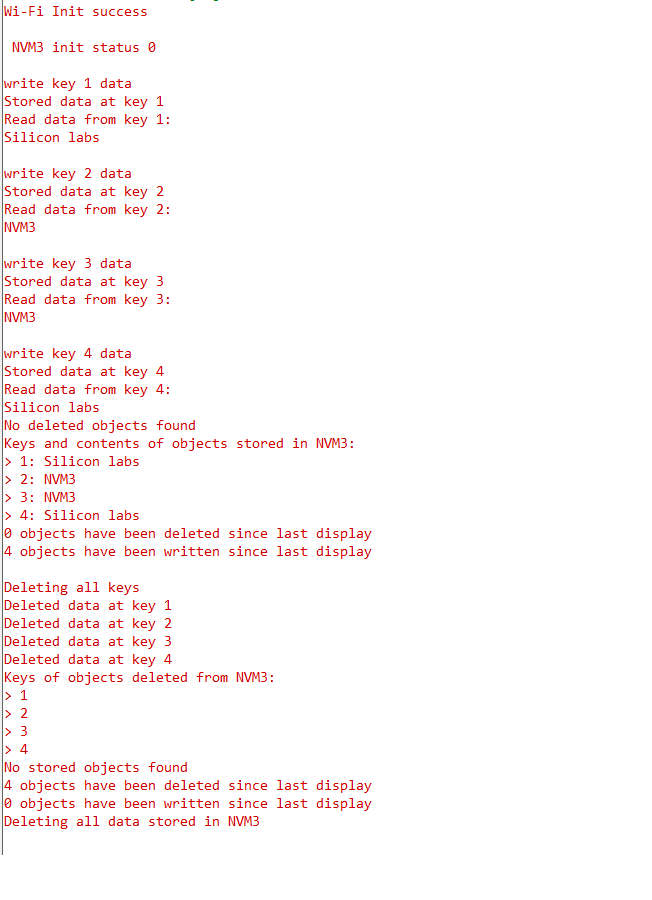 Wi-Fi Init success
NVM3 init status 0
write key 1 data
Stored data at key 1
Read data from key 1:
Silicon labs
write key 2 data
Stored data at key 2
Read data from key 2:
NVM3
write key 3 data
Stored data at key 3
Read data from key 3:
NVM3
write key 4 data
Stored data at key 4
Read data from key 4:
Silicon labs
No deleted objects found
Keys and contents of objects stored in NVM3:
> 1: Silicon labs
> 2: NVM3
> 3: NVM3
> 4: Silicon labs
0 objects have been deleted since last display
4 objects have been written since last display
Deleting all keys
Deleted data at key 1
Deleted data at key 2
Deleted data at key 3
Deleted data at key 4
Keys of objects deleted from NVM3:
> 1
> 2
> 3
> 4
No stored objects found
4 objects have been deleted since last display
0 objects have been written since last display
Deleting all data stored in NVM3